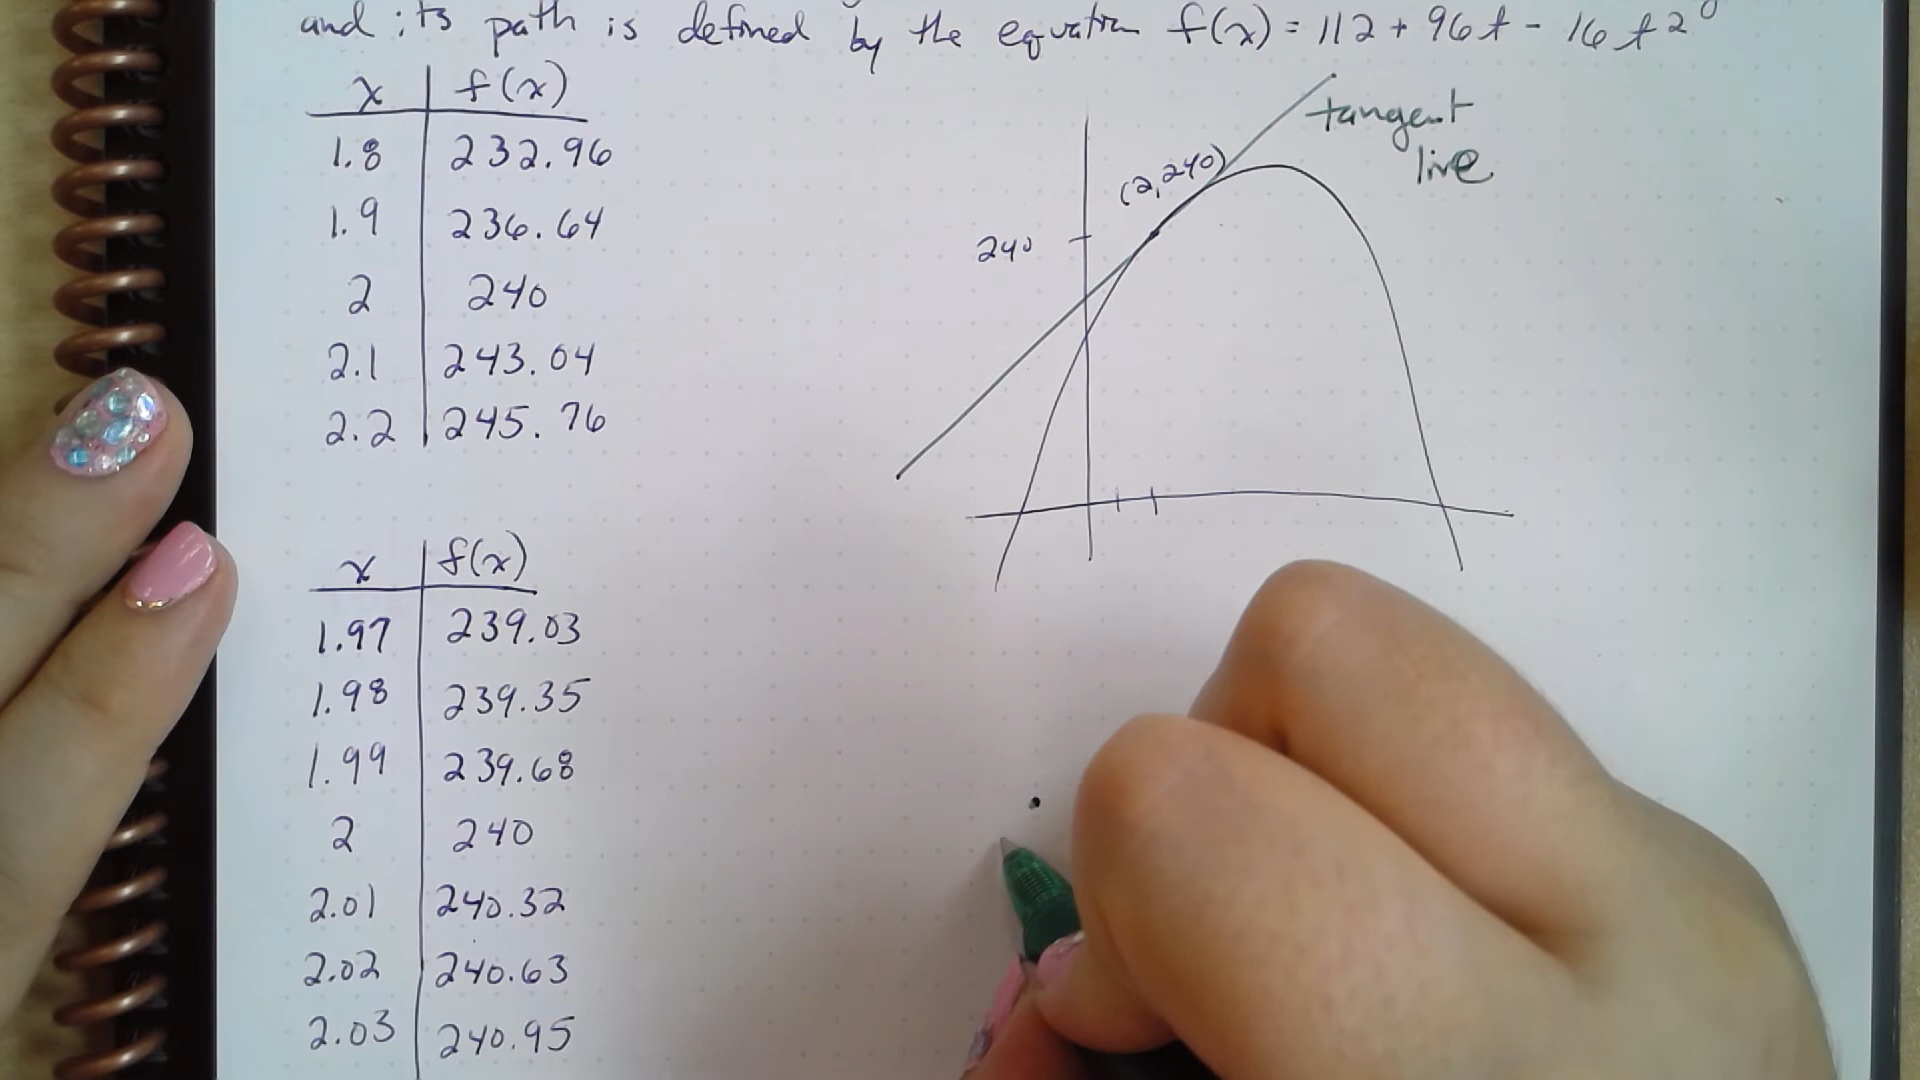 and its path is defined by the equation f(x) = 112 + 96t - 16t2
x f(x)
1.8 232.96
1.9 236.64
2 240
2.1 243.04
2.2 245.76
tangent
line
(2,240)
240
x f(x)
1.97 239.03
1.98 239.35
1.99 239.68
2 240
2.01 240.32
2.02 240.63
2.03 240.95